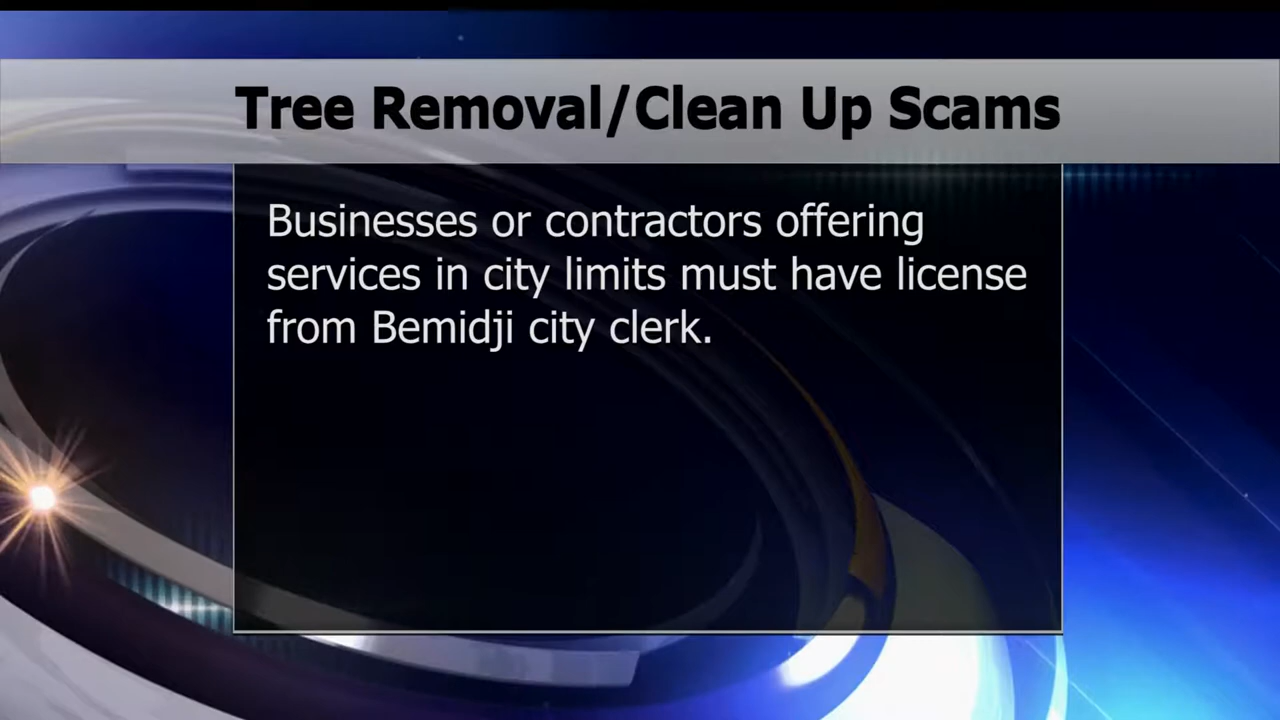 Tree Removal/Clean Up Scams
Businesses or contractors offering
services in city limits must have license
from Bemidji city clerk.